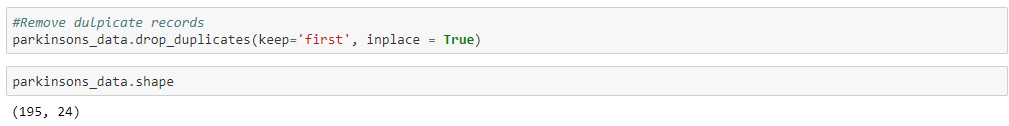 #Remove dulpicate records
parkinsons_data.drop_duplicates(keep='first', inplace = True)
parkinsons_data.shape
(195, 24)